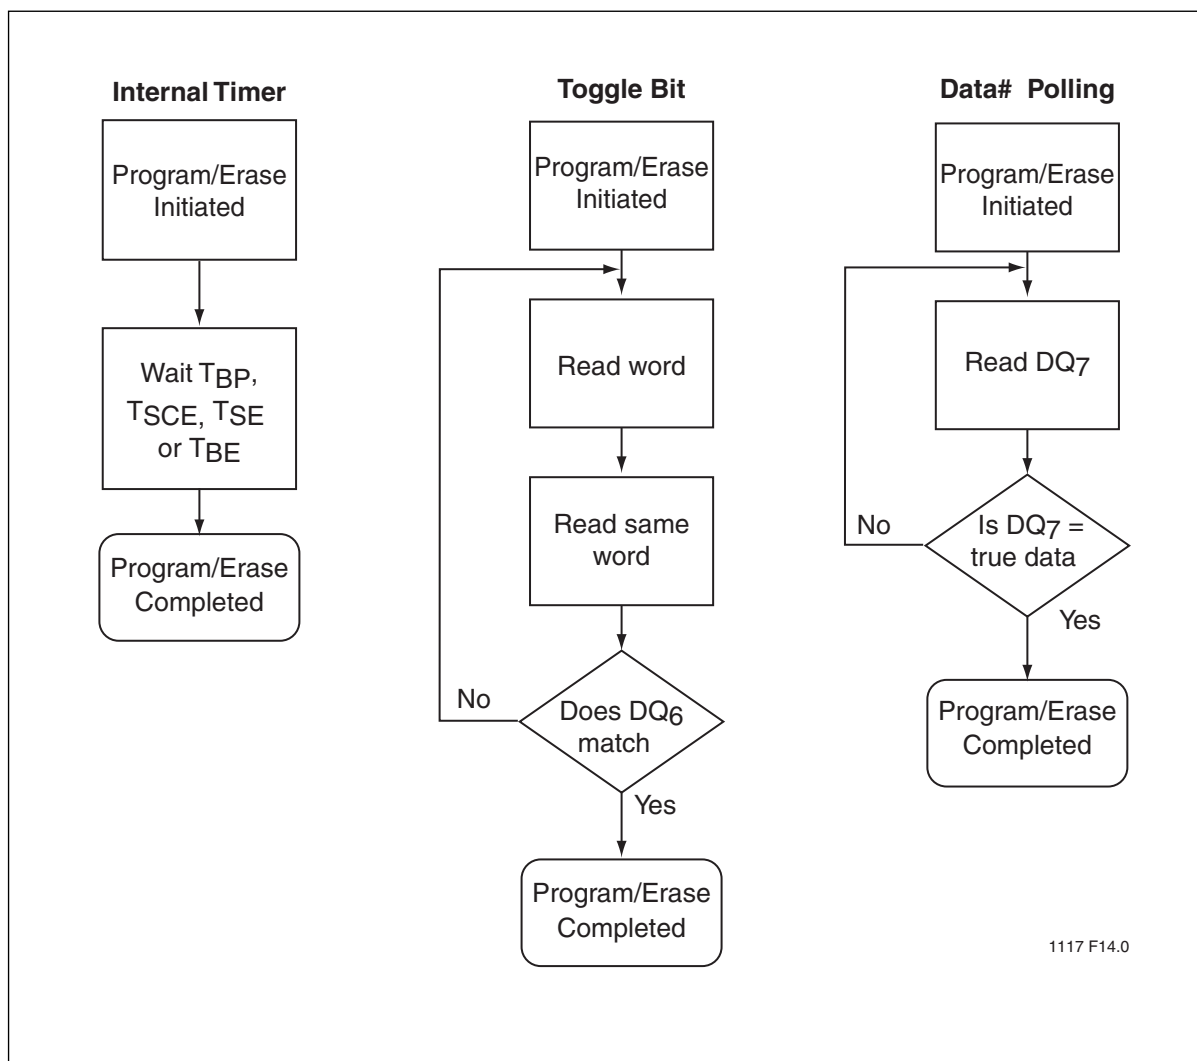 Internal Timer
Program/Erase
Initiated
Wait TBP,
TSCE, TSE
or TBE
Program/Erase
Completed
Toggle Bit
Program/Erase
Initiated
Read word
Read same
word
Does DQ6
match
No
Yes
Program/Erase
Completed
Data# Polling
Program/Erase
Initiated
Read DQ7
Is DQ7 =
true data
No
Yes
Program/Erase
Completed
1117 F14.0